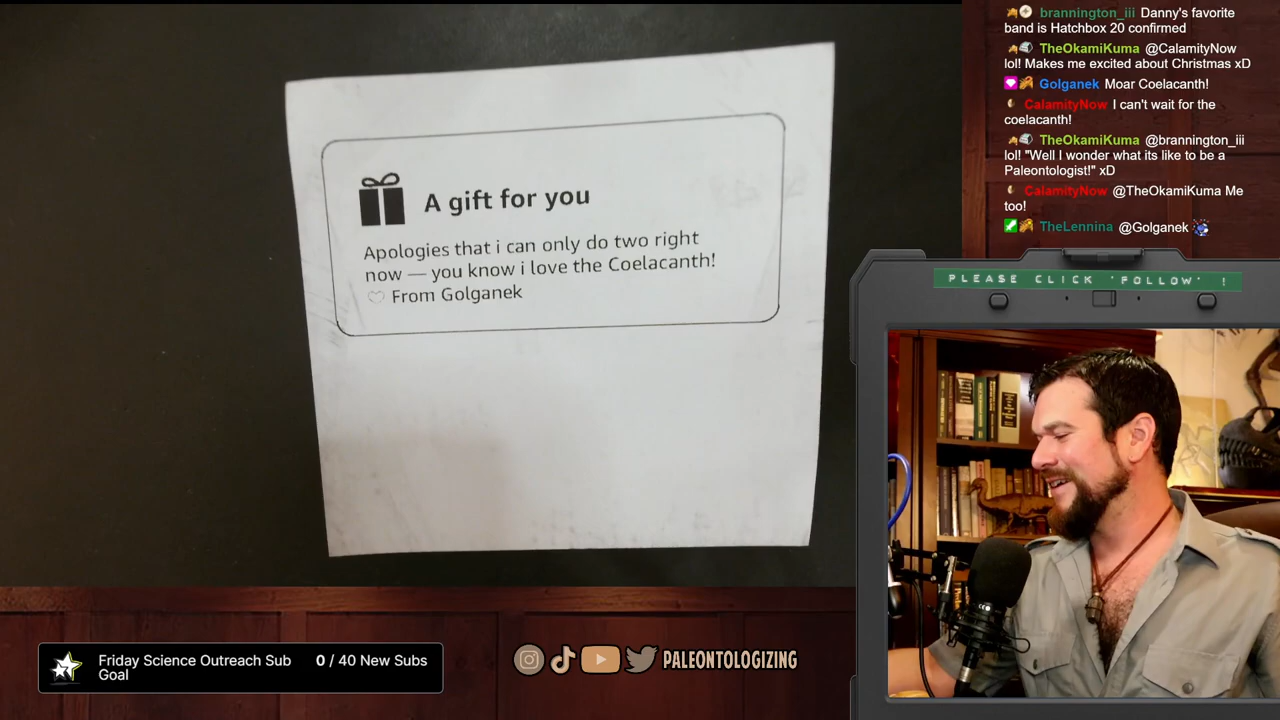 A gift for you
Apologies that i can only do two right
now — you know i love the Coelacanth!
♡ From Golganek
brannington_iii Danny's favorite
band is Hatchbox 20 confirmed
TheOkamiKuma @CalamityNow
lol! Makes me excited about Christmas xD
Golganek Moar Coelacanth!
CalamityNow I can't wait for the
coelacanth!
TheOkamiKuma @brannington_iii
lol! "Well I wonder what its like to be a
Paleontologist!" xD
CalamityNow @TheOkamiKuma Me
too!
TheLennina @Golganek
PLEASE CLICK 'FOLLOW' !
Friday Science Outreach Sub
Goal
0 / 40 New Subs
PALEONTOLOGIZING